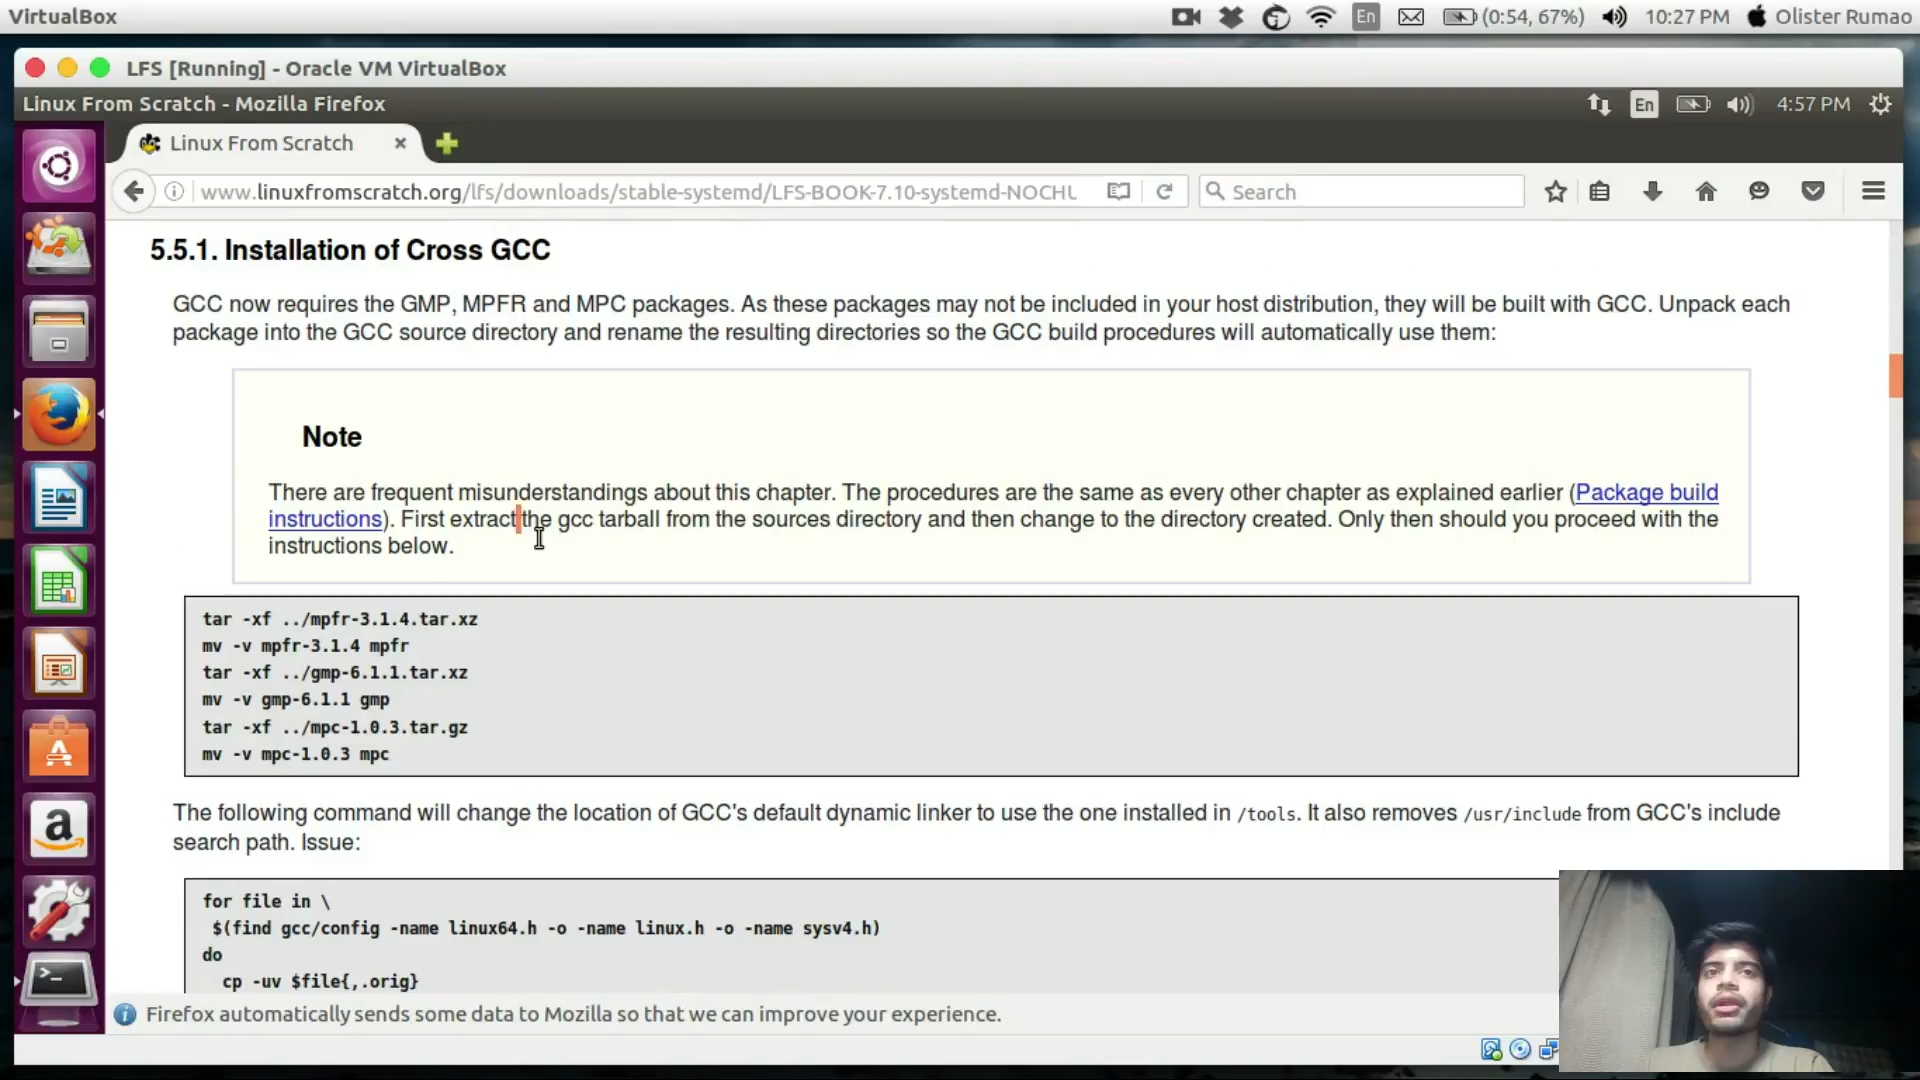 VirtualBox
En
(0:54, 67%)
10:27 PM
Olister Rumao
LFS [Running] - Oracle VM VirtualBox
Linux From Scratch - Mozilla Firefox
En
4:57 PM
Linux From Scratch
www.linuxfromscratch.org/lfs/downloads/stable-systemd/LFS-BOOK-7.10-systemd-NOCHU
Search
5.5.1. Installation of Cross GCC
GCC now requires the GMP, MPFR and MPC packages. As these packages may not be included in your host distribution, they will be built with GCC. Unpack each
package into the GCC source directory and rename the resulting directories so the GCC build procedures will automatically use them:
Note
There are frequent misunderstandings about this chapter. The procedures are the same as every other chapter as explained earlier (Package build
instructions). First extract the gcc tarball from the sources directory and then change to the directory created. Only then should you proceed with the
instructions below.
tar -xf ../mpfr-3.1.4.tar.xz
mv -v mpfr-3.1.4 mpfr
tar -xf ../gmp-6.1.1.tar.xz
mv -v gmp-6.1.1 gmp
tar -xf ../mpc-1.0.3.tar.gz
mv -v mpc-1.0.3 mpc
The following command will change the location of GCC's default dynamic linker to use the one installed in /tools. It also removes /usr/include from GCC's include
search path. Issue:
for file in \
$(find gcc/config -name linux64.h -o -name linux.h -o -name sysv4.h)
do
cp -uv $file{,.orig}
Firefox automatically sends some data to Mozilla so that we can improve your experience.